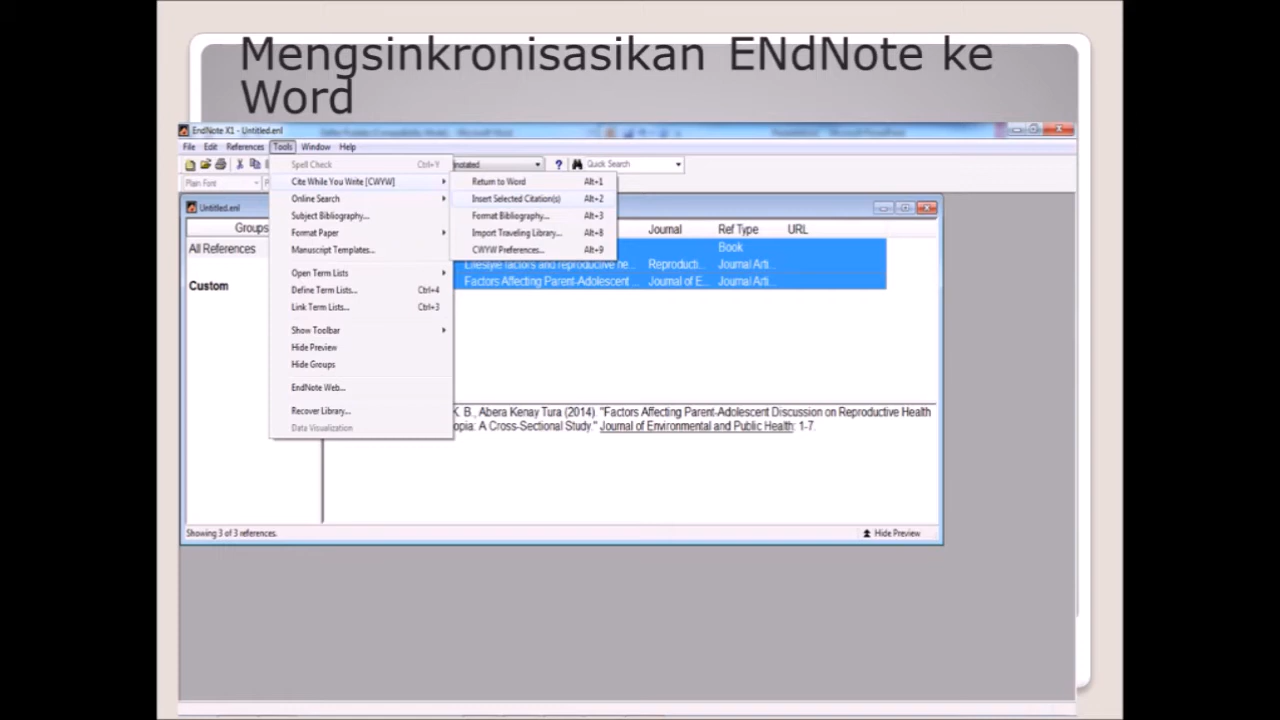 Mengsinkronisasikan ENdNote ke
Word
EndNote X1 - Untitled.enl
File Edit References Tools Window Help
Spell Check Ctrl+Y
Quick Search
Plain Font
Cite While You Write [CWYW]
Return to Word Alt+1
Online Search
Insert Selected Citation(s) Alt+2
Untitled.enl
Subject Bibliography...
Format Bibliography... Alt+3
Groups
Format Paper
Import Traveling Library... Alt+8
Journal Ref Type URL
All References
Manuscript Templates...
CWYW Preferences... Alt+9
Book
Lifestyle factors and reproductive he... Reproducti... Journal Arti...
Open Term Lists
Factors Affecting Parent-Adolescent ... Journal of E... Journal Arti...
Custom
Define Term Lists... Ctrl+4
Link Term Lists... Ctrl+3
Show Toolbar
Hide Preview
Hide Groups
EndNote Web...
Recover Library...
Data Visualization
K. B., Abera Kenay Tura (2014). "Factors Affecting Parent-Adolescent Discussion on Reproductive Health
opia: A Cross-Sectional Study." Journal of Environmental and Public Health: 1-7.
Showing 3 of 3 references.
Hide Preview